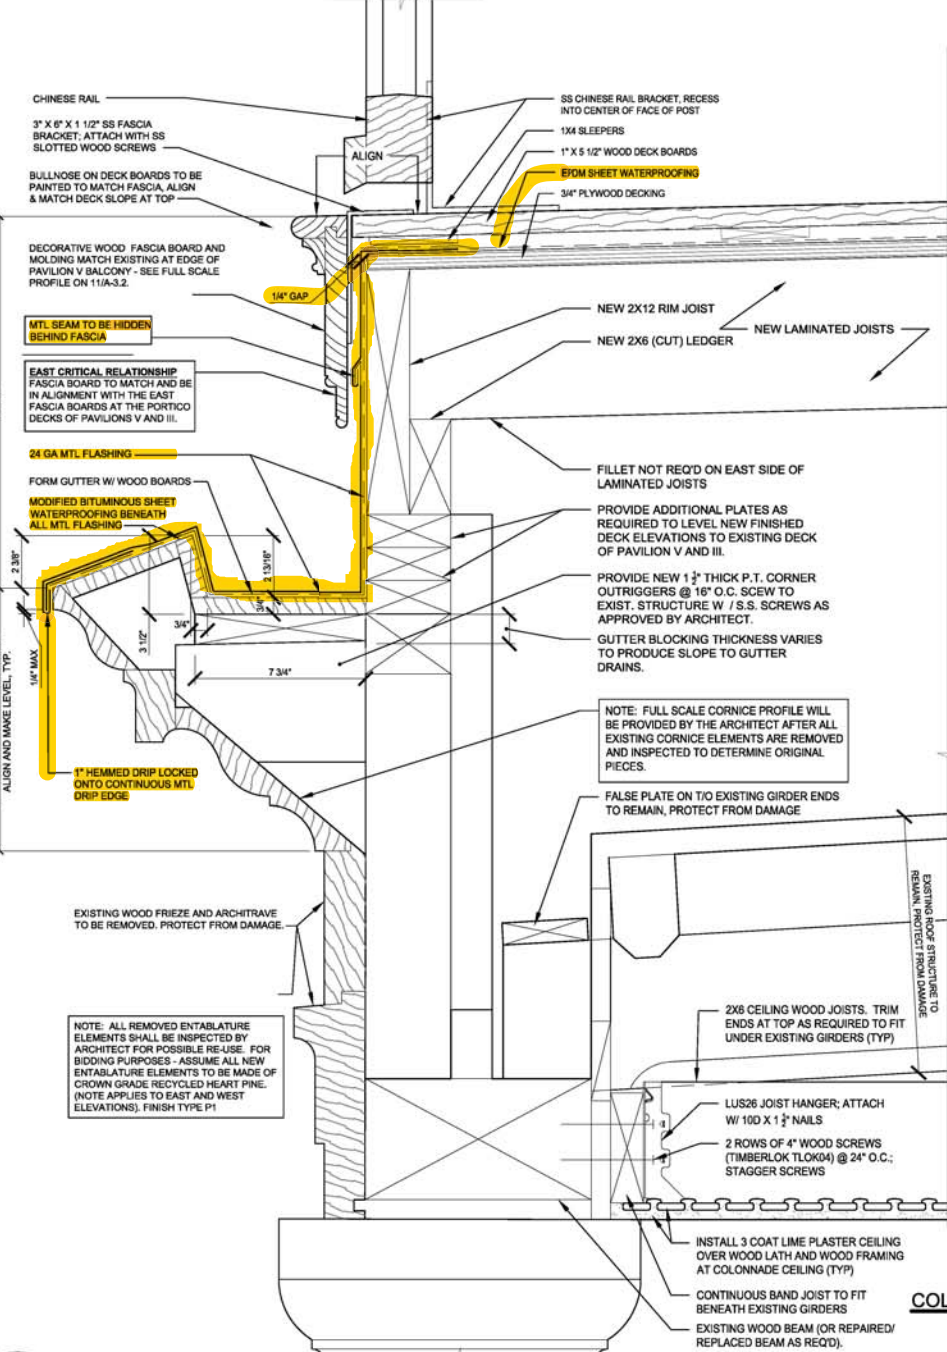 CHINESE RAIL
3" X 6" X 1 1/2" SS FASCIA
BRACKET; ATTACH WITH SS
SLOTTED WOOD SCREWS
BULLNOSE ON DECK BOARDS TO BE
PAINTED TO MATCH FASCIA, ALIGN
& MATCH DECK SLOPE AT TOP
ALIGN
SS CHINESE RAIL BRACKET, RECESS
INTO CENTER OF FACE OF POST
1X4 SLEEPERS
1" X 5 1/2" WOOD DECK BOARDS
EPDM SHEET WATERPROOFING
3/4" PLYWOOD DECKING
DECORATIVE WOOD FASCIA BOARD AND
MOLDING MATCH EXISTING AT EDGE OF
PAVILION V BALCONY - SEE FULL SCALE
PROFILE ON 11/A-3.2.
1/4" GAP
MTL SEAM TO BE HIDDEN
BEHIND FASCIA
EAST CRITICAL RELATIONSHIP
FASCIA BOARD TO MATCH AND BE
IN ALIGNMENT WITH THE EAST
FASCIA BOARDS AT THE PORTICO
DECKS OF PAVILIONS V AND III.
24 GA MTL FLASHING
FORM GUTTER W/ WOOD BOARDS
MODIFIED BITUMINOUS SHEET
WATERPROOFING BENEATH
ALL MTL FLASHING
NEW 2X12 RIM JOIST
NEW 2X6 (CUT) LEDGER
NEW LAMINATED JOISTS
FILLET NOT REQ'D ON EAST SIDE OF
LAMINATED JOISTS
PROVIDE ADDITIONAL PLATES AS
REQUIRED TO LEVEL NEW FINISHED
DECK ELEVATIONS TO EXISTING DECK
OF PAVILION V AND III.
PROVIDE NEW 1 1/2" THICK P.T. CORNER
OUTRIGGERS @ 16" O.C. SCEW TO
EXIST. STRUCTURE W / S.S. SCREWS AS
APPROVED BY ARCHITECT.
GUTTER BLOCKING THICKNESS VARIES
TO PRODUCE SLOPE TO GUTTER
DRAINS.
2 3/8"
2 13/16"
3/4"
3/4"
3 1/2"
7 3/4"
1/4" MAX
ALIGN AND MAKE LEVEL, TYP.
1" HEMMED DRIP LOCKED
ONTO CONTINUOUS MTL
DRIP EDGE
NOTE: FULL SCALE CORNICE PROFILE WILL
BE PROVIDED BY THE ARCHITECT AFTER ALL
EXISTING CORNICE ELEMENTS ARE REMOVED
AND INSPECTED TO DETERMINE ORIGINAL
PIECES.
FALSE PLATE ON T/O EXISTING GIRDER ENDS
TO REMAIN, PROTECT FROM DAMAGE
EXISTING ROOF STRUCTURE TO
REMAIN, PROTECT FROM DAMAGE
EXISTING WOOD FRIEZE AND ARCHITRAVE
TO BE REMOVED. PROTECT FROM DAMAGE.
NOTE: ALL REMOVED ENTABLATURE
ELEMENTS SHALL BE INSPECTED BY
ARCHITECT FOR POSSIBLE RE-USE. FOR
BIDDING PURPOSES - ASSUME ALL NEW
ENTABLATURE ELEMENTS TO BE MADE OF
CROWN GRADE RECYCLED HEART PINE.
(NOTE APPLIES TO EAST AND WEST
ELEVATIONS). FINISH TYPE P1
2X6 CEILING WOOD JOISTS. TRIM
ENDS AT TOP AS REQUIRED TO FIT
UNDER EXISTING GIRDERS (TYP)
LUS26 JOIST HANGER; ATTACH
W/ 10D X 1 1/2" NAILS
2 ROWS OF 4" WOOD SCREWS
(TIMBERLOK TLOK04) @ 24" O.C.;
STAGGER SCREWS
INSTALL 3 COAT LIME PLASTER CEILING
OVER WOOD LATH AND WOOD FRAMING
AT COLONNADE CEILING (TYP)
CONTINUOUS BAND JOIST TO FIT
BENEATH EXISTING GIRDERS
COL
EXISTING WOOD BEAM (OR REPAIRED/
REPLACED BEAM AS REQ'D).